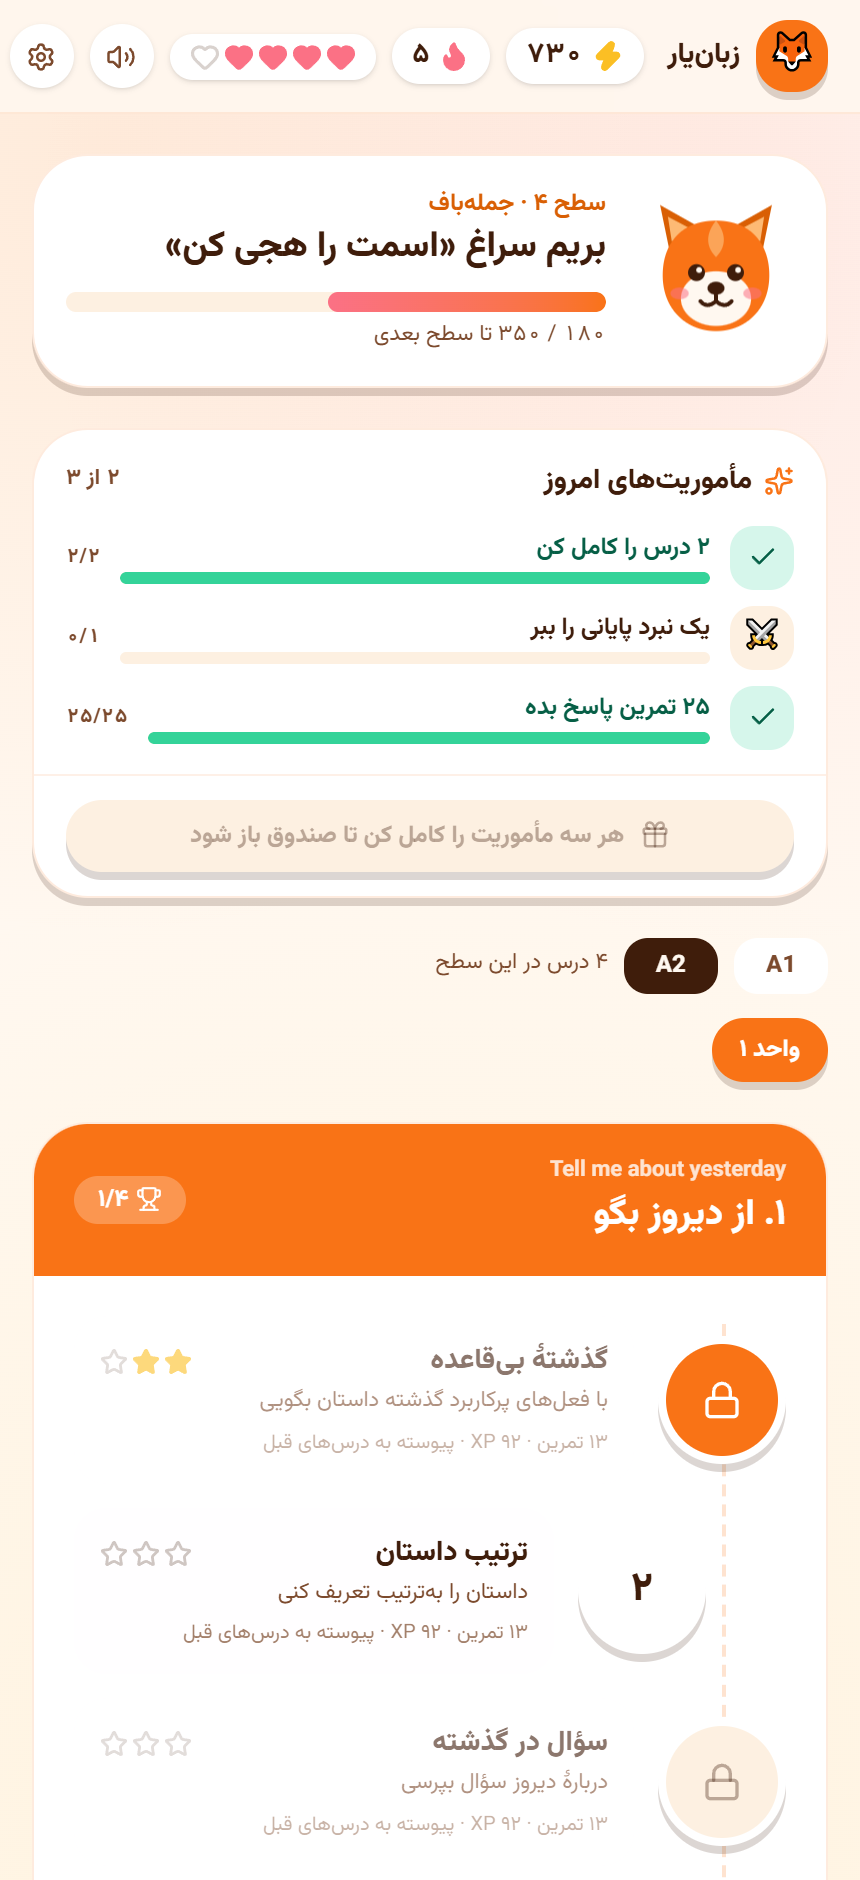 زبان‌یار
۷۳۰
۵
سطح ۴ · جمله‌باف
بریم سراغ «اسمت را هجی کن»
۱۸۰ / ۳۵۰ تا سطح بعدی
مأموریت‌های امروز
۲ از ۳
۲ درس را کامل کن
۲/۲
یک نبرد پایانی را ببر
۰/۱
۲۵ تمرین پاسخ بده
۲۵/۲۵
هر سه مأموریت را کامل کن تا صندوق باز شود
A1
A2
۴ درس در این سطح
واحد ۱
Tell me about yesterday
۱. از دیروز بگو
۱/۴
گذشتهٔ بی‌قاعده
با فعل‌های پرکاربرد گذشته داستان بگویی
۱۳ تمرین · ۹۲ XP · پیوسته به درس‌های قبل
۲
ترتیب داستان
داستان را به‌ترتیب تعریف کنی
۱۳ تمرین · ۹۲ XP · پیوسته به درس‌های قبل
سؤال در گذشته
دربارهٔ دیروز سؤال بپرسی
۱۳ تمرین · ۹۲ XP · پیوسته به درس‌های قبل